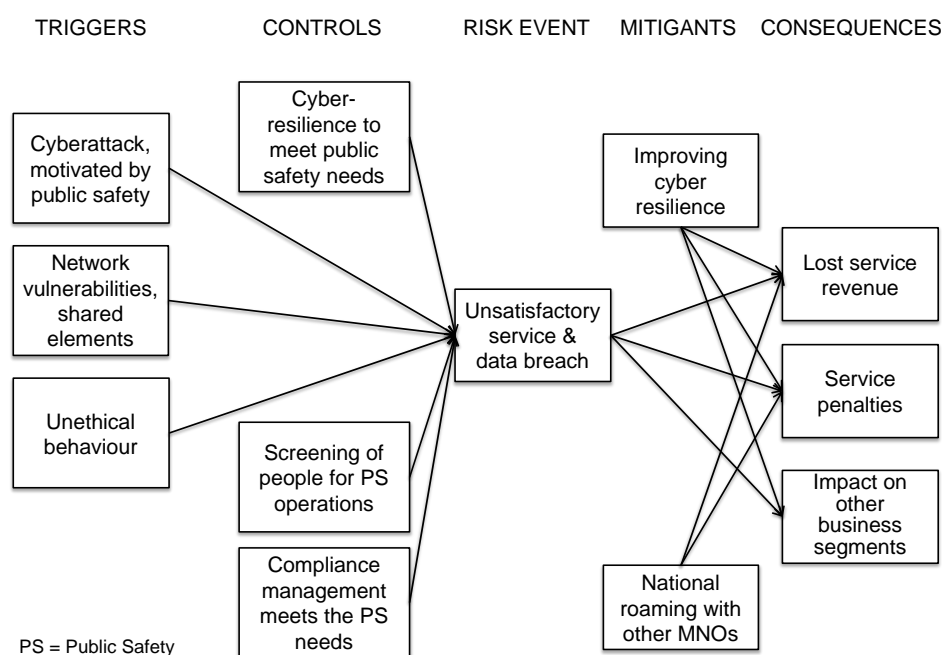 TRIGGERS CONTROLS RISK EVENT MITIGANTS CONSEQUENCES
Cyberattack,
motivated by
public safety
Network
vulnerabilities,
shared
elements
Unethical
behaviour
Cyber-
resilience to
meet public
safety needs
Screening of
people for PS
operations
Compliance
management
meets the PS
needs
Unsatisfactory
service &
data breach
Improving
cyber
resilience
National
roaming with
other MNOs
Lost service
revenue
Service
penalties
Impact on
other
business
segments
PS = Public Safety